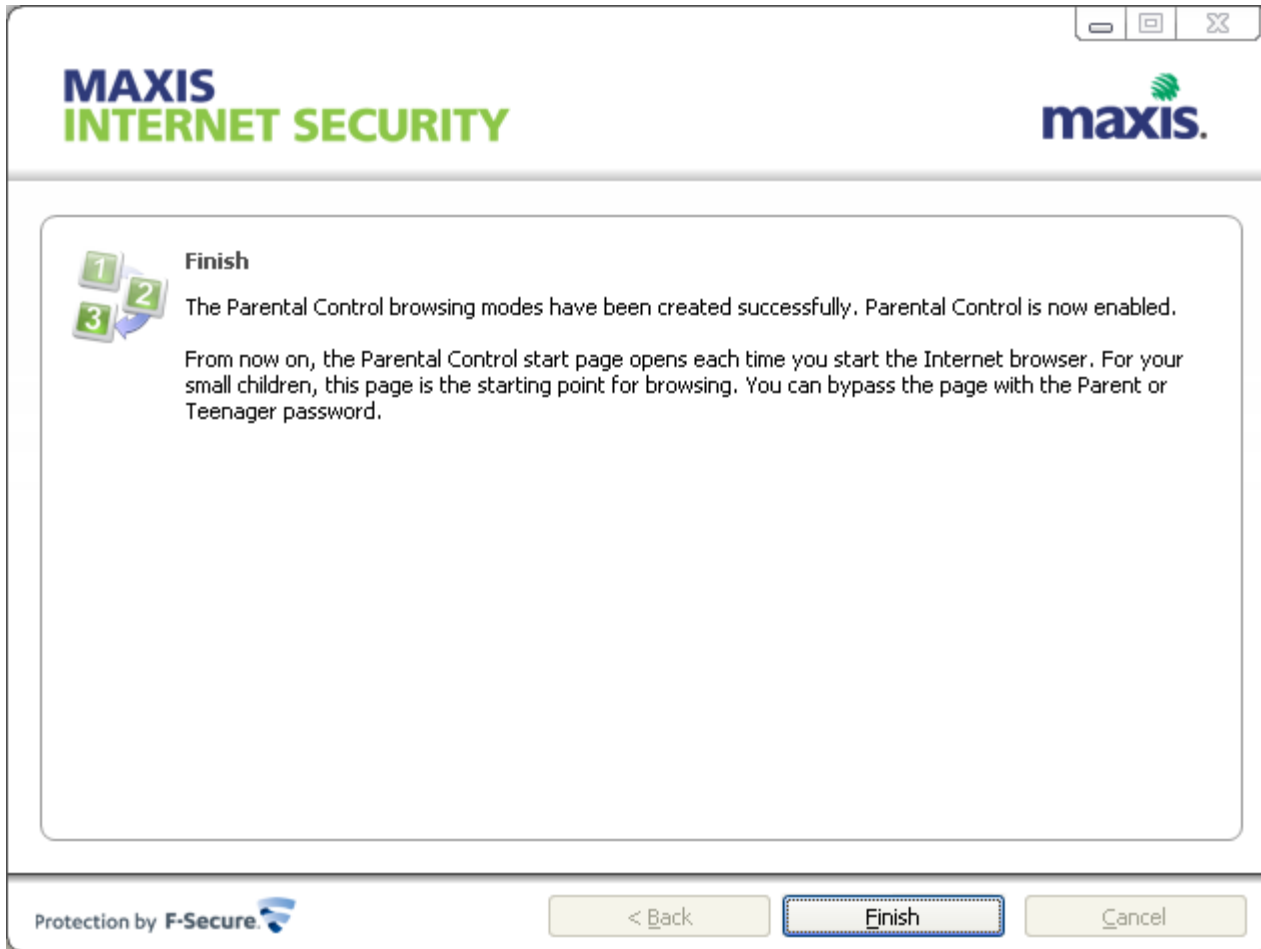 MAXIS
INTERNET SECURITY
maxis.
1
2
3
Finish
The Parental Control browsing modes have been created successfully. Parental Control is now enabled.
From now on, the Parental Control start page opens each time you start the Internet browser. For your
small children, this page is the starting point for browsing. You can bypass the page with the Parent or
Teenager password.
Protection by F-Secure.
< Back
Finish
Cancel